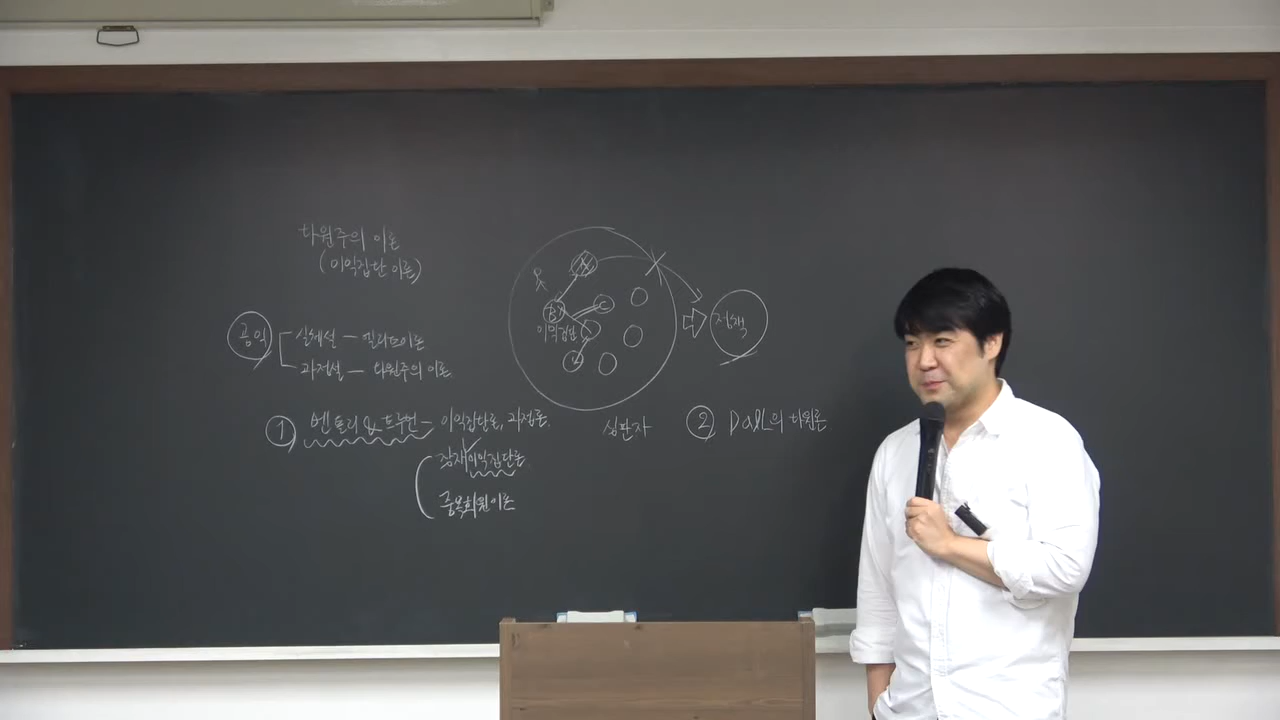 다원주의 이론
(이익집단 이론)
공익
실체설 - 엘리트이론
과정설 - 다원주의 이론
① 벤틀리 & 트루먼 - 이익집단론, 과정론
잠재이익집단론
중복회원이론
A
B
C
이익집단
정책
심판자
② Dahl의 다원론